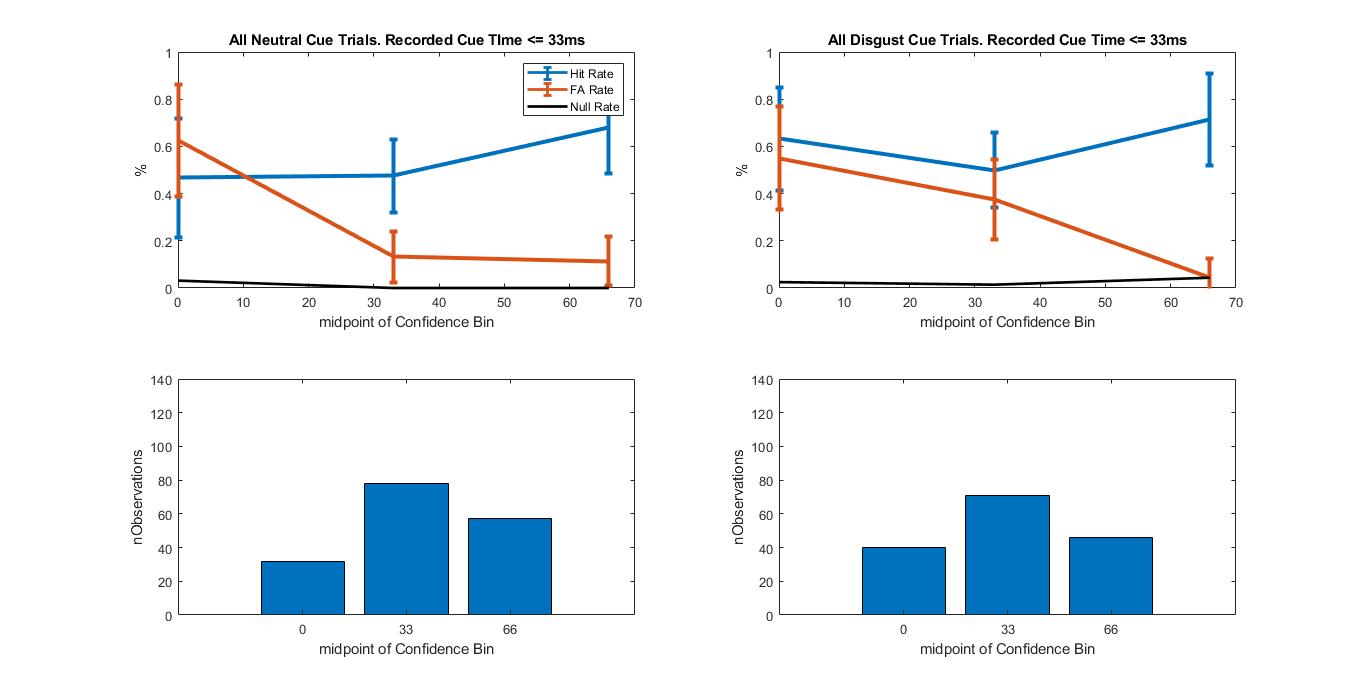 All Neutral Cue Trials. Recorded Cue TIme <= 33ms
1
0.8
0.6
0.4
0.2
0
%
Hit Rate
FA Rate
Null Rate
0 10 20 30 40 50 60 70
midpoint of Confidence Bin
All Disgust Cue Trials. Recorded Cue Time <= 33ms
1
0.8
0.6
0.4
0.2
0
%
0 10 20 30 40 50 60 70
midpoint of Confidence Bin
140
120
100
80
60
40
20
0
nObservations
0 33 66
midpoint of Confidence Bin
140
120
100
80
60
40
20
0
nObservations
0 33 66
midpoint of Confidence Bin